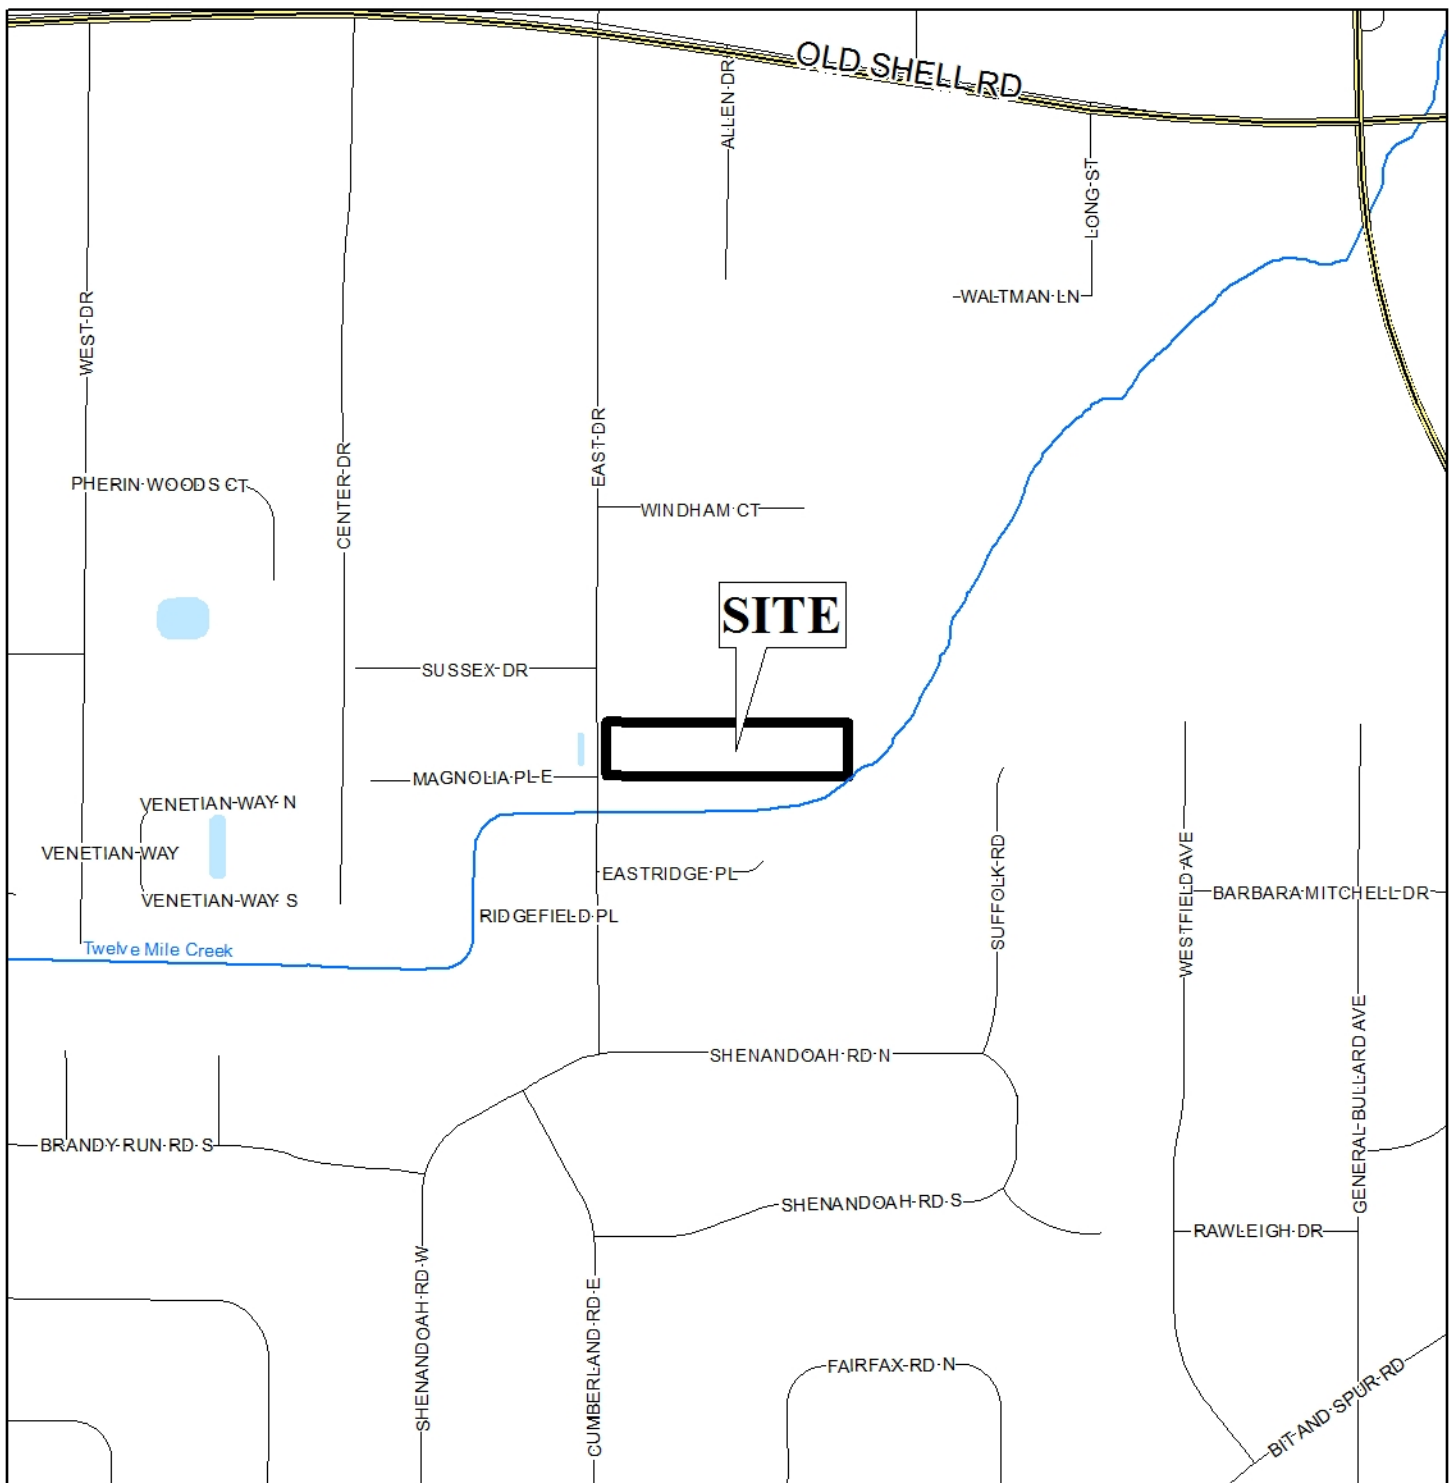 OLD SHELL RD
ALLEN DR
LONG ST
WALTMAN LN
WEST DR
EAST DR
CENTER DR
PHERIN WOODS CT
WINDHAM CT
SITE
SUSSEX DR
MAGNOLIA PL E
VENETIAN WAY N
VENETIAN WAY
VENETIAN WAY S
EASTRIDGE PL
RIDGEFIELD PL
SUFFOLK RD
WESTFIELD AVE
BARBARA MITCHELL DR
Twelve Mile Creek
SHENANDOAH RD N
GENERAL BULLARD AVE
BRANDY RUN RD S
SHENANDOAH RD S
RAWLEIGH DR
SHENANDOAH RD W
CUMBERLAND RD E
FAIRFAX RD N
BIT AND SPUR RD